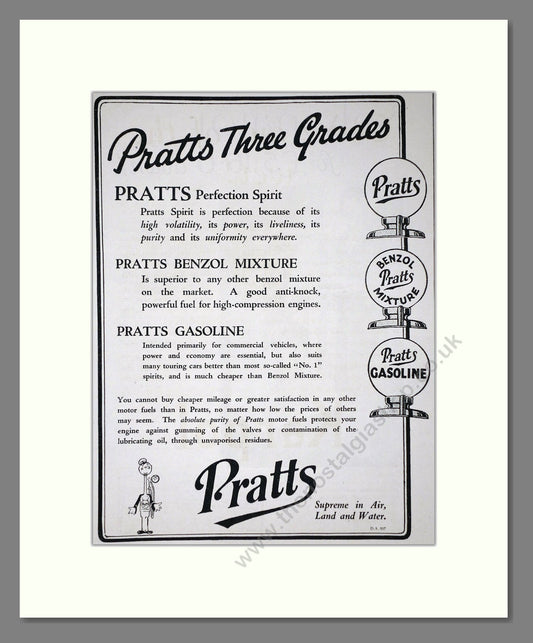 Pratts Three Grades
PRATTS Perfection Spirit
Pratts Spirit is perfection because of its
high volatility, its power, its liveliness, its
purity and its uniformity everywhere.
PRATTS BENZOL MIXTURE
Is superior to any other benzol mixture
on the market. A good anti-knock,
powerful fuel for high-compression engines.
PRATTS GASOLINE
Intended primarily for commercial vehicles, where
power and economy are essential, but also suits
many touring cars better than most so-called "No. 1"
spirits, and is much cheaper than Benzol Mixture.
You cannot buy cheaper mileage or greater satisfaction in any other
motor fuels than in Pratts, no matter how low the prices of others
may seem. The absolute purity of Pratts motor fuels protects your
engine against gumming of the valves or contamination of the
lubricating oil, through unvaporised residues.
Pratts
Supreme in Air,
Land and Water.
Pratts
BENZOL
Pratts
MIXTURE
Pratts
GASOLINE
www.thenostalgiashop.co.uk